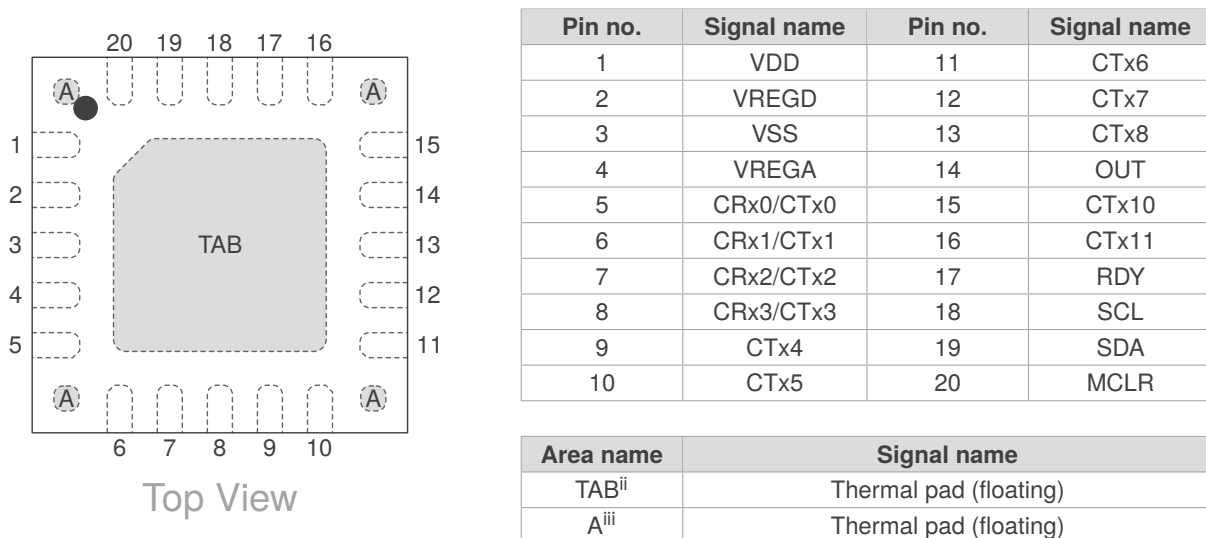 20 19 18 17 16
A A
1 15
2 14
3 TAB 13
4 12
5 11
A A
6 7 8 9 10
Top View
Pin no. Signal name Pin no. Signal name
1 VDD 11 CTx6
2 VREGD 12 CTx7
3 VSS 13 CTx8
4 VREGA 14 OUT
5 CRx0/CTx0 15 CTx10
6 CRx1/CTx1 16 CTx11
7 CRx2/CTx2 17 RDY
8 CRx3/CTx3 18 SCL
9 CTx4 19 SDA
10 CTx5 20 MCLR
Area name Signal name
TABⁱⁱ Thermal pad (floating)
Aⁱⁱⁱ Thermal pad (floating)